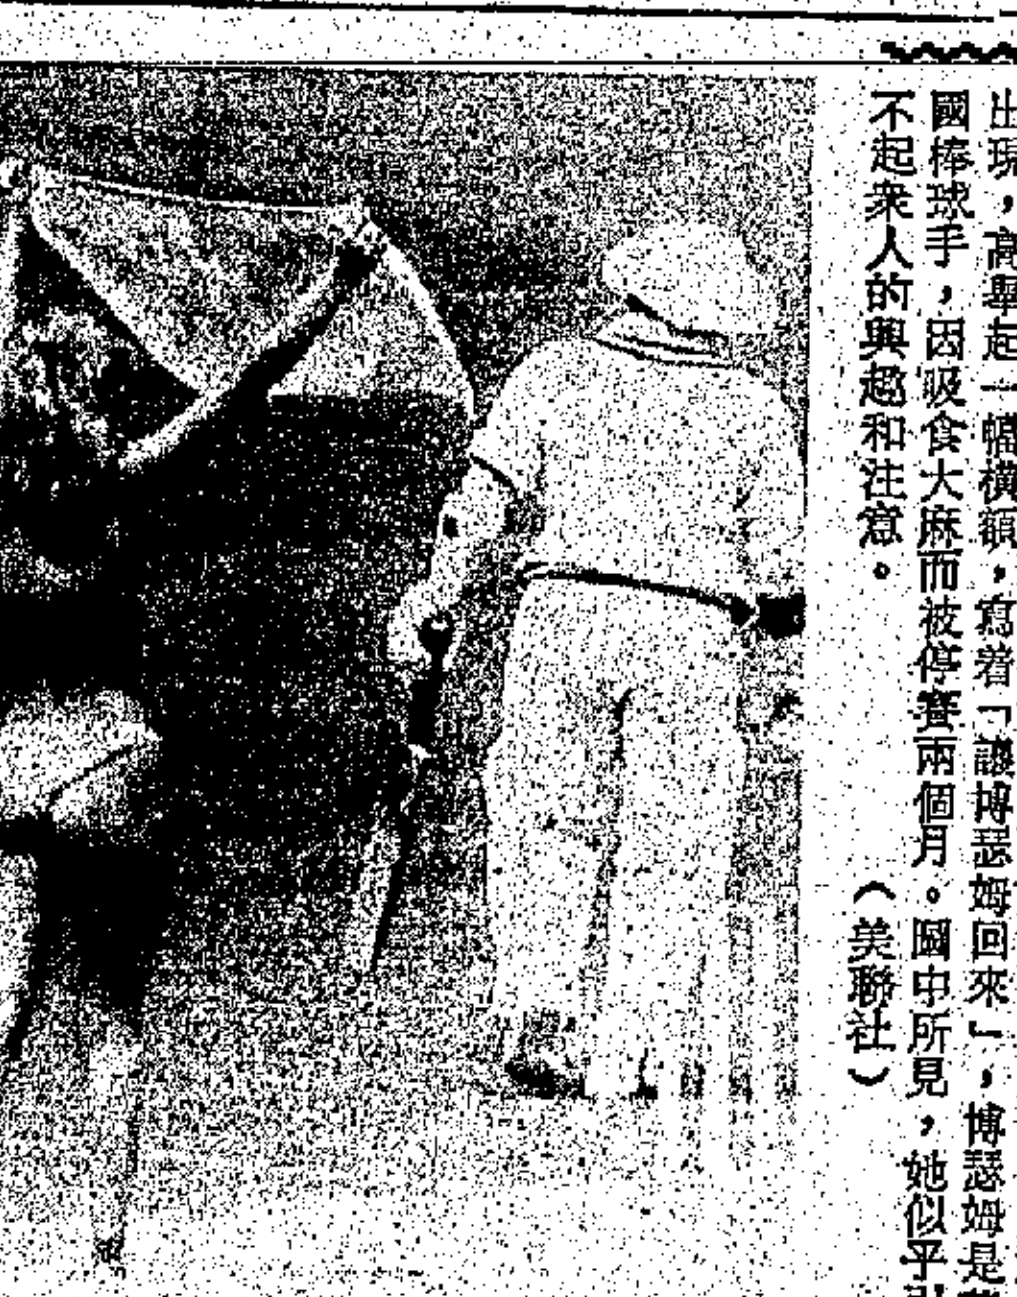 出現，高舉起一幅橫額，寫着「讓博瑟姆回來」，博瑟姆是
國棒球手，因吸食大麻而被停賽兩個月。圖中所見，她似乎引
不起衆人的興趣和注意。（美聯社）